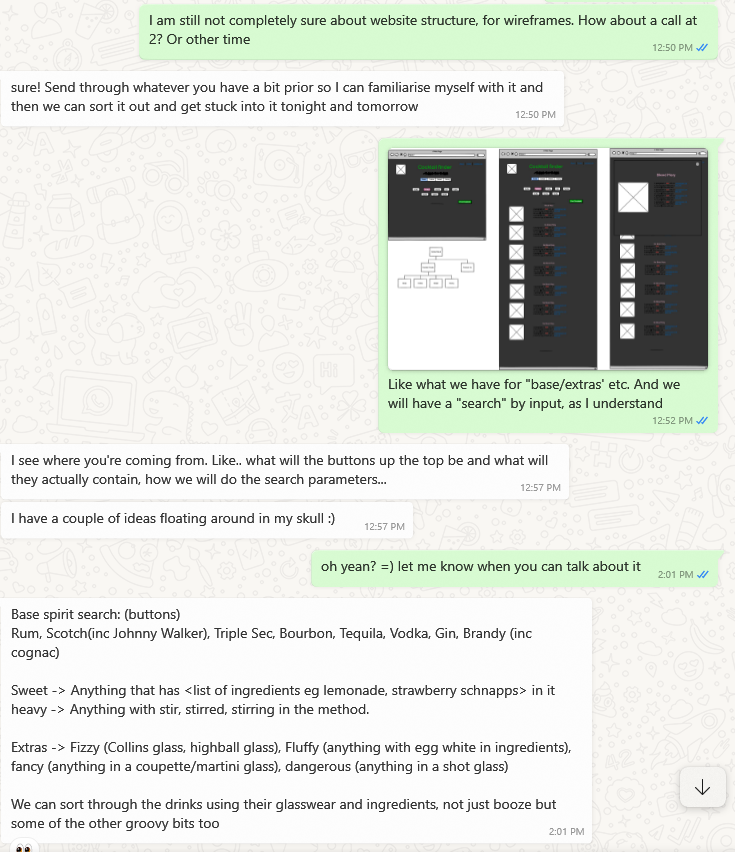 I am still not completely sure about website structure, for wireframes. How about a call at
2? Or other time
12:50 PM
sure! Send through whatever you have a bit prior so I can familiarise myself with it and
then we can sort it out and get stuck into it tonight and tomorrow
12:50 PM
Like what we have for "base/extras' etc. And we
will have a "search" by input, as I understand
12:52 PM
I see where you're coming from. Like.. what will the buttons up the top be and what will
they actually contain, how we will do the search parameters...
12:57 PM
I have a couple of ideas floating around in my skull :)
12:57 PM
oh yean? =) let me know when you can talk about it
2:01 PM
Base spirit search: (buttons)
Rum, Scotch(inc Johnny Walker), Triple Sec, Bourbon, Tequila, Vodka, Gin, Brandy (inc
cognac)
Sweet -> Anything that has <list of ingredients eg lemonade, strawberry schnapps> in it
heavy -> Anything with stir, stirred, stirring in the method.
Extras -> Fizzy (Collins glass, highball glass), Fluffy (anything with egg white in ingredients),
fancy (anything in a coupette/martini glass), dangerous (anything in a shot glass)
We can sort through the drinks using their glasswear and ingredients, not just booze but
some of the other groovy bits too
2:01 PM